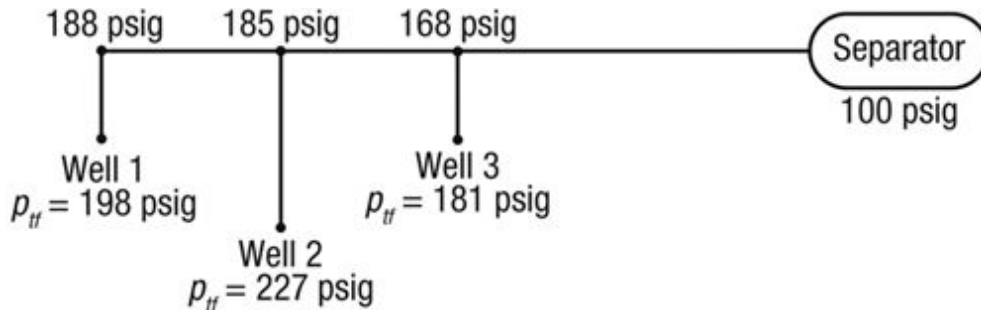 188 psig
185 psig
168 psig
Separator
100 psig
Well 1
p_tf = 198 psig
Well 3
p_tf = 181 psig
Well 2
p_tf = 227 psig